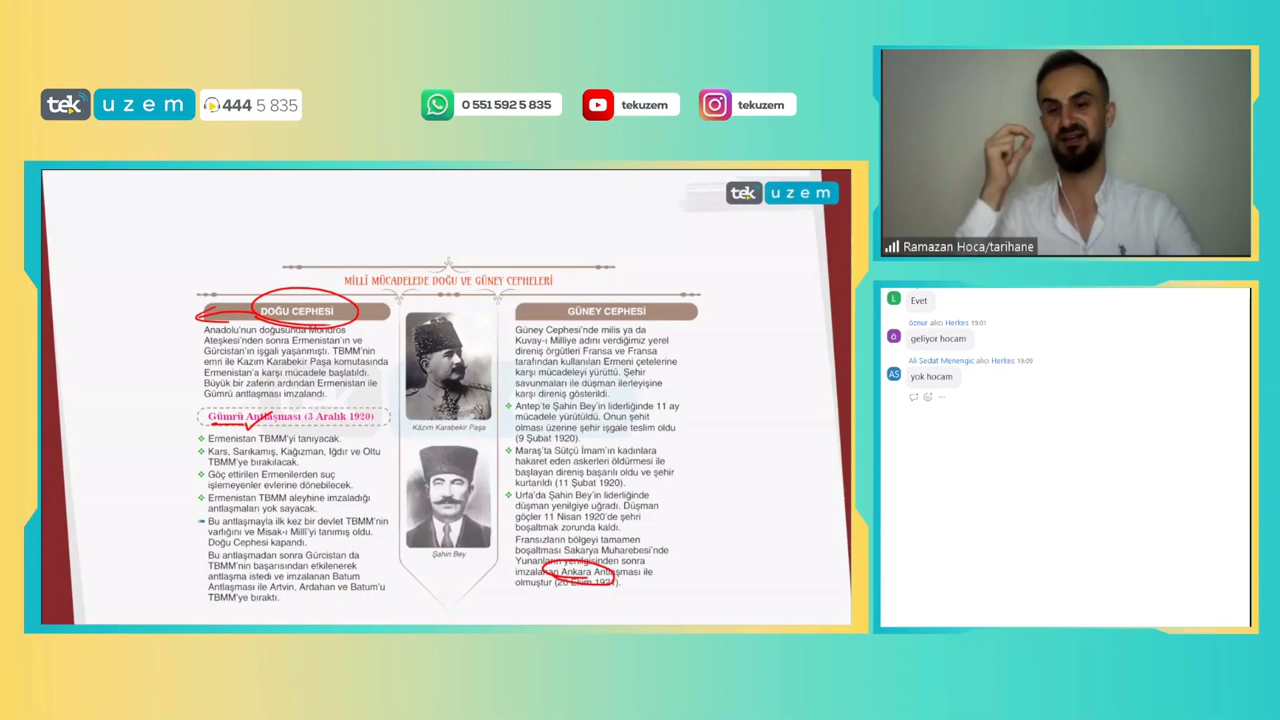 tek uzem 444 5 835
0 551 592 5 835
tekuzem
tekuzem
tek uzem
MİLLÎ MÜCADELEDE DOĞU VE GÜNEY CEPHELERİ
DOĞU CEPHESİ
Anadolu'nun doğusunda Mondros
Ateşkesi'nden sonra Ermenistan'ın ve
Gürcistan'ın işgali yaşanmıştı. TBMM'nin
emri ile Kazım Karabekir Paşa komutasında
Ermenistan'a karşı mücadele başlatıldı.
Büyük bir zaferin ardından Ermenistan ile
Gümrü antlaşması imzalandı.
Gümrü Antlaşması (3 Aralık 1920)
Ermenistan TBMM'yi tanıyacak.
Kars, Sarıkamış, Kağızman, Iğdır ve Oltu
TBMM'ye bırakılacak.
Göç ettirilen Ermenilerden suç
işlemeyenler evlerine dönebilecek.
Ermenistan TBMM aleyhine imzaladığı
antlaşmaları yok sayacak.
Bu antlaşmayla ilk kez bir devlet TBMM'nin
varlığını ve Misak-ı Millî'yi tanımış oldu.
Doğu Cephesi kapandı.
Bu antlaşmadan sonra Gürcistan da
TBMM'nin başarısından etkilenerek
antlaşma istedi ve imzalanan Batum
Antlaşması ile Artvin, Ardahan ve Batum'u
TBMM'ye bıraktı.
Kâzım Karabekir Paşa
Şahin Bey
GÜNEY CEPHESİ
Güney Cephesi'nde milis ya da
Kuvay-ı Milliye adını verdiğimiz yerel
direniş örgütleri Fransa ve Fransa
tarafından kullanılan Ermeni çetelerine
karşı mücadeleyi yürüttü. Şehir
savunmaları ile düşman ilerleyişine
karşı direniş gösterildi.
Antep'te Şahin Bey'in liderliğinde 11 ay
mücadele yürütüldü. Onun şehit
olması üzerine şehir işgale teslim oldu
(9 Şubat 1920).
Maraş'ta Sütçü İmam'ın kadınlara
hakaret eden askerleri öldürmesi ile
başlayan direniş başarılı oldu ve şehir
kurtarıldı (11 Şubat 1920).
Urfa'da Şahin Bey'in liderliğinde
düşman yenilgiye uğradı. Düşman
göçler 11 Nisan 1920'de şehri
boşaltmak zorunda kaldı.
Fransızların bölgeyi tamamen
boşaltması Sakarya Muharebesi'nde
Yunanların yenilgisinden sonra
imzalanan Ankara Antlaşması ile
olmuştur (20 Ekim 1921).
Ramazan Hoca/tarihane
L Evet
öznur alıcı Herkes 19:01
ö geliyor hocam
Ali Sedat Menengic alıcı Herkes 19:09
AS yok hocam